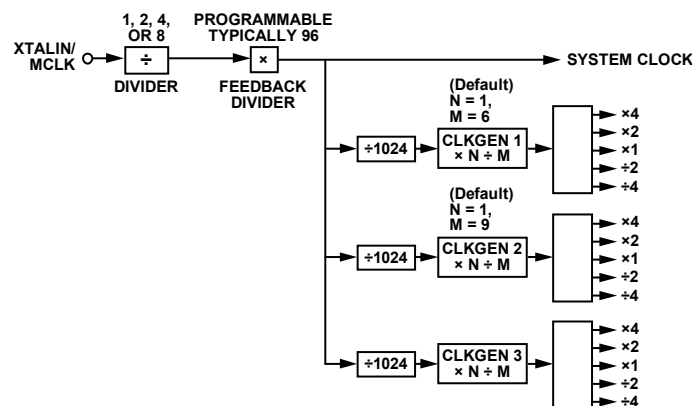 1, 2, 4,
OR 8
PROGRAMMABLE
TYPICALLY 96
XTALIN/
MCLK
÷
×
SYSTEM CLOCK
DIVIDER
FEEDBACK
DIVIDER
(Default)
N = 1,
M = 6
÷1024
CLKGEN 1
× N ÷ M
×4
×2
×1
÷2
÷4
(Default)
N = 1,
M = 9
÷1024
CLKGEN 2
× N ÷ M
×4
×2
×1
÷2
÷4
÷1024
CLKGEN 3
× N ÷ M
×4
×2
×1
÷2
÷4